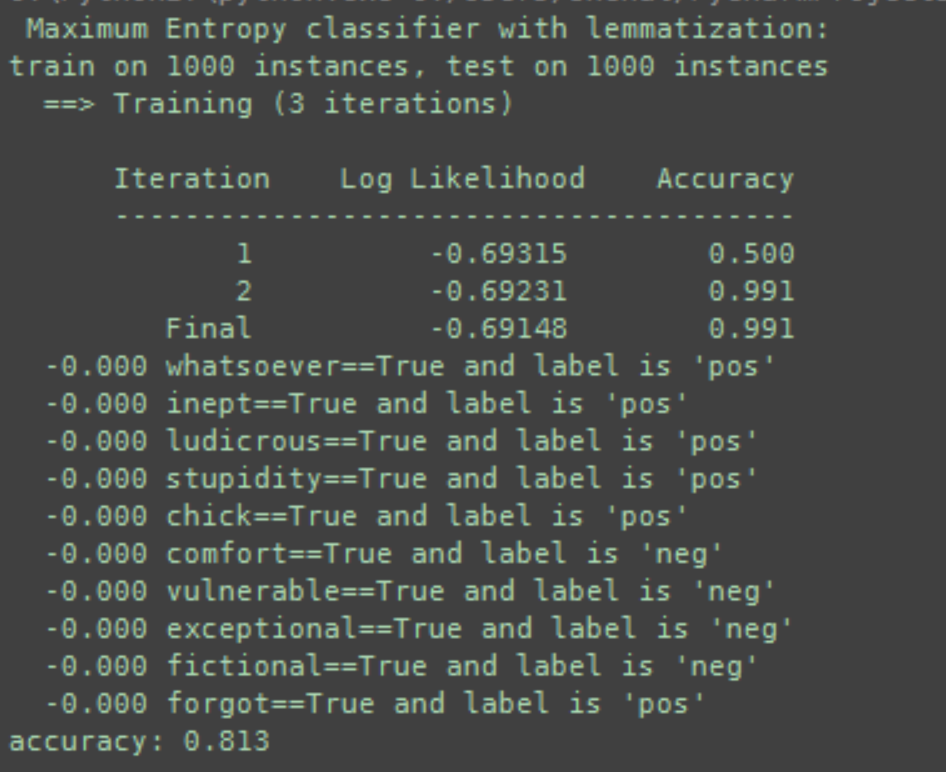 Maximum Entropy classifier with lemmatization:
train on 1000 instances, test on 1000 instances
==> Training (3 iterations)
Iteration    Log Likelihood    Accuracy
---------------------------------------
1    -0.69315    0.500
2    -0.69231    0.991
Final    -0.69148    0.991
-0.000 whatsoever==True and label is 'pos'
-0.000 inept==True and label is 'pos'
-0.000 ludicrous==True and label is 'pos'
-0.000 stupidity==True and label is 'pos'
-0.000 chick==True and label is 'pos'
-0.000 comfort==True and label is 'neg'
-0.000 vulnerable==True and label is 'neg'
-0.000 exceptional==True and label is 'neg'
-0.000 fictional==True and label is 'neg'
-0.000 forgot==True and label is 'pos'
accuracy: 0.813